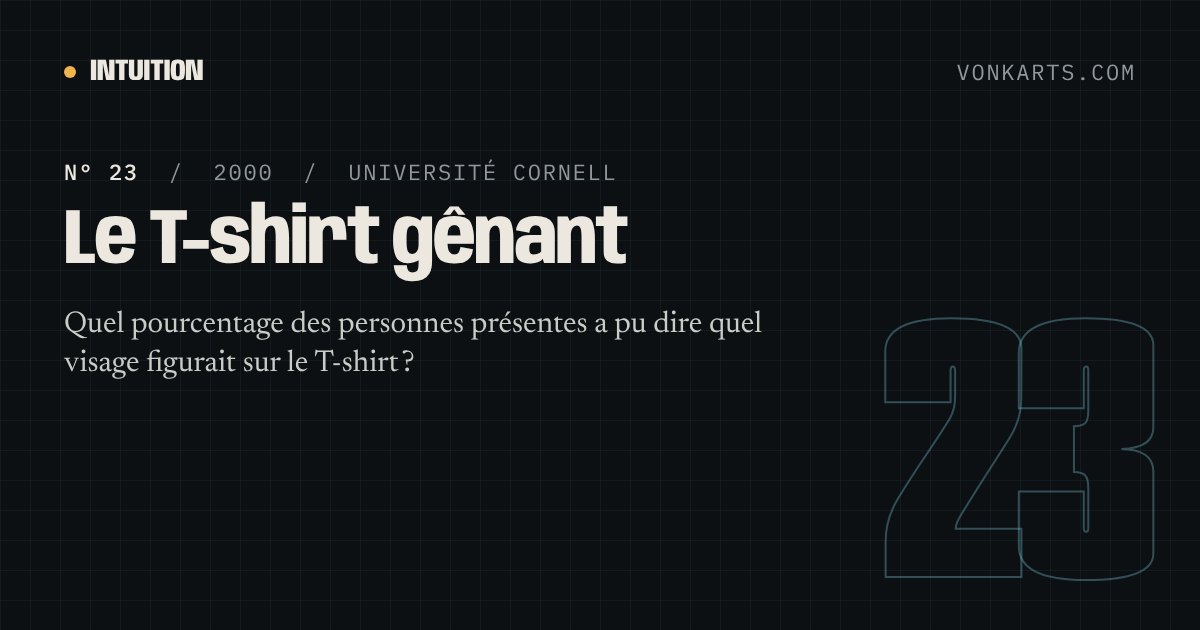 INTUITION
VONKARTS.COM
N° 23 / 2000 / UNIVERSITÉ CORNELL
Le T-shirt gênant
Quel pourcentage des personnes présentes a pu dire quel
visage figurait sur le T-shirt ?
23